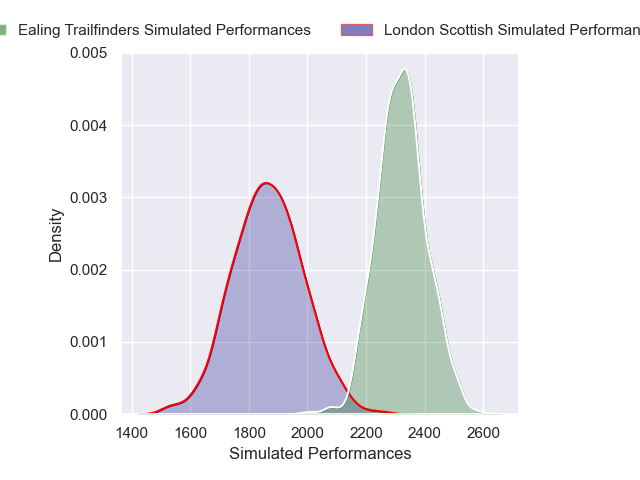 Ealing Trailfinders Simulated Performances
London Scottish Simulated Performan
0.005
0.004
0.003
0.002
0.001
0.000
Density
1400 1600 1800 2000 2200 2400 2600
Simulated Performances